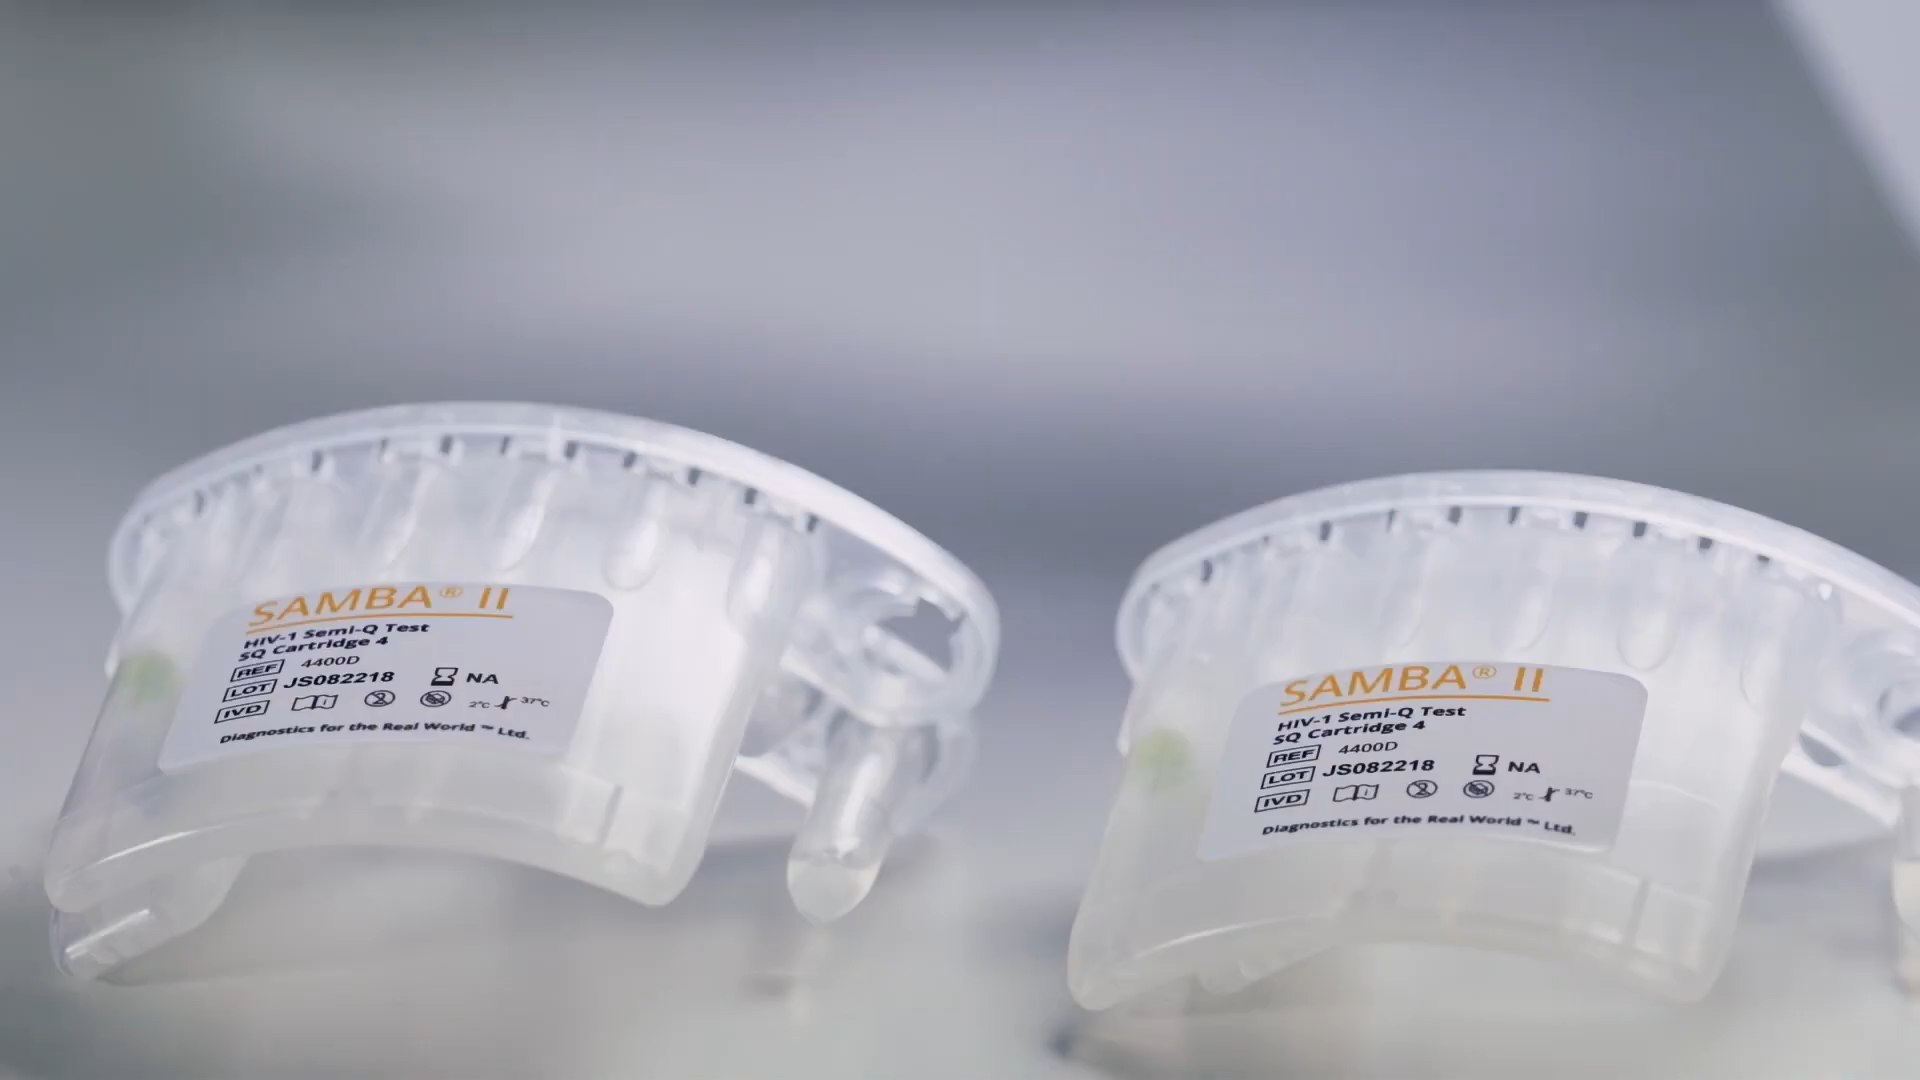 SAMBA® II
HIV-1 Semi-Q Test
SQ Cartridge 4
REF 4400D
LOT JS082218 NA
IVD 2°C 37°C
Diagnostics for the Real World ™ Ltd.
SAMBA® II
HIV-1 Semi-Q Test
SQ Cartridge 4
REF 4400D
LOT JS082218 NA
IVD 2°C 37°C
Diagnostics for the Real World ™ Ltd.